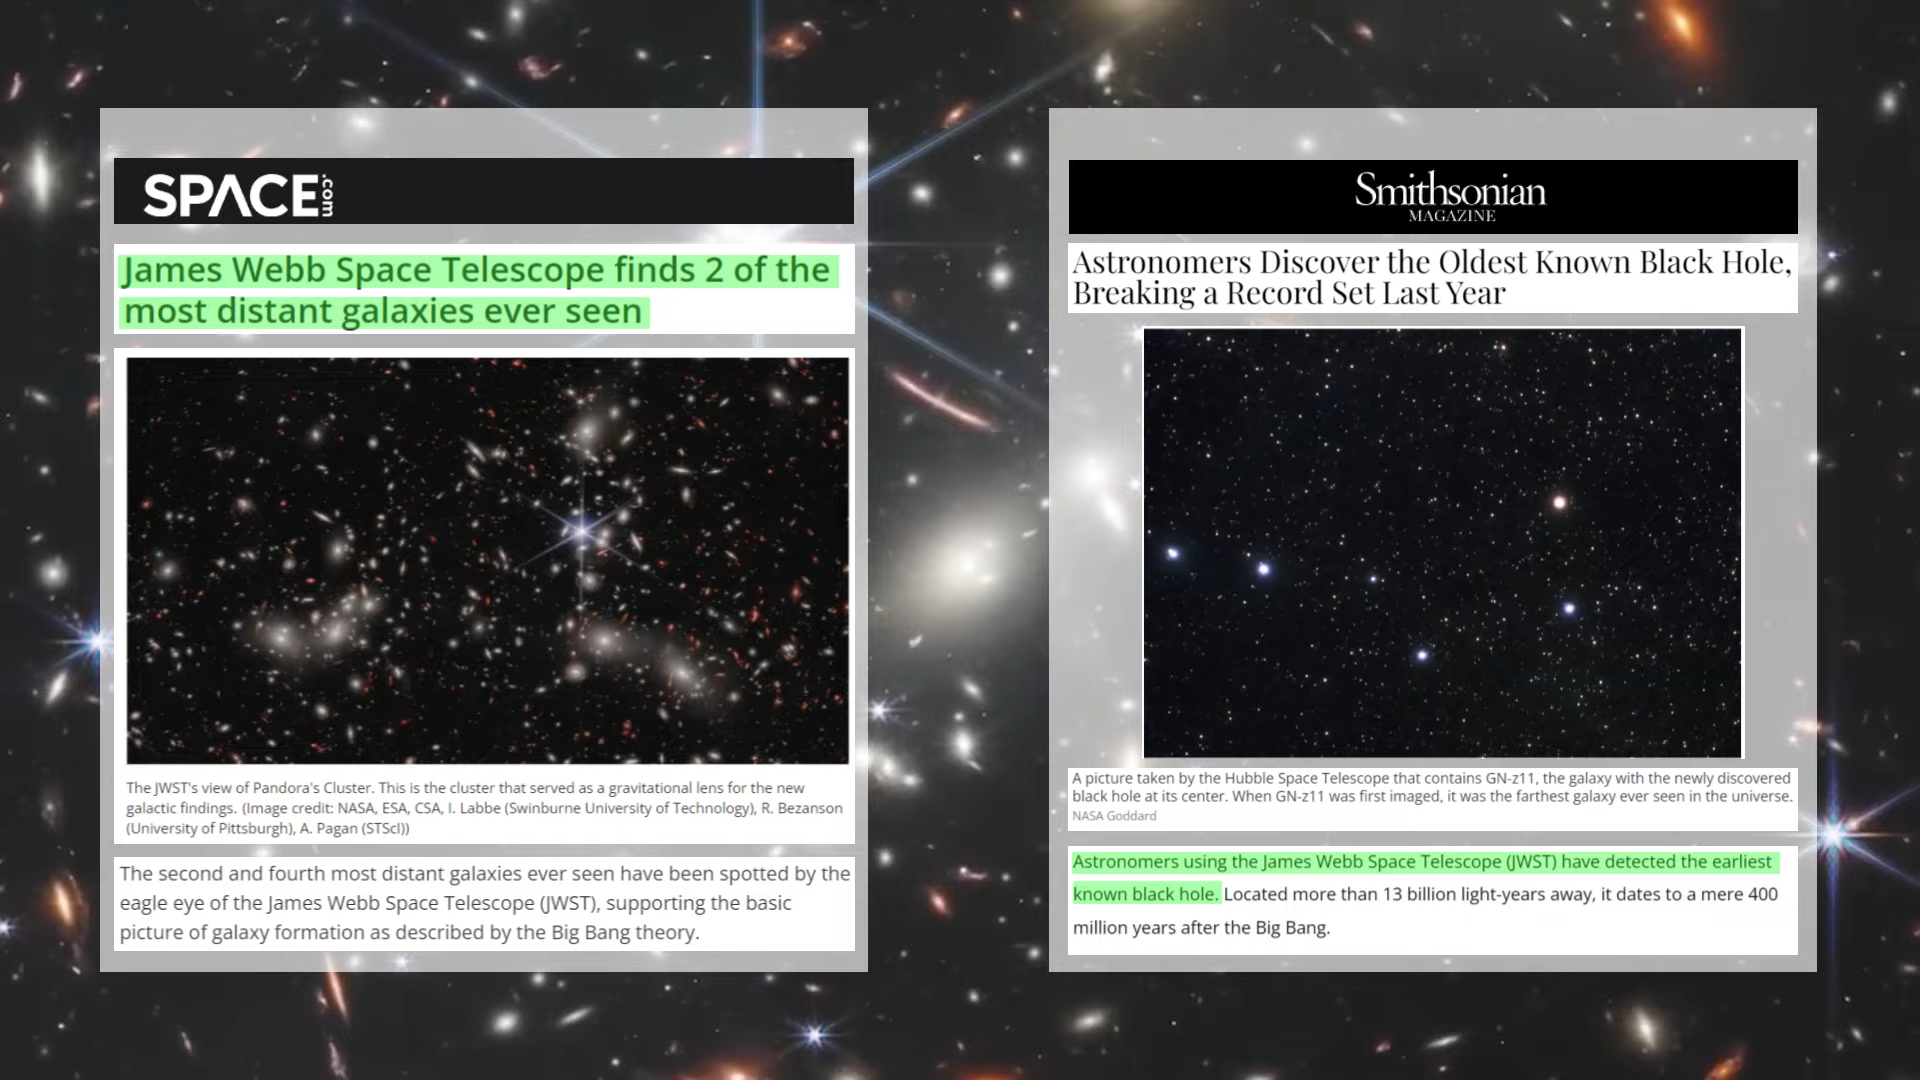 SPACE.com
James Webb Space Telescope finds 2 of the
most distant galaxies ever seen
The JWST's view of Pandora's Cluster. This is the cluster that served as a gravitational lens for the new
galactic findings. (Image credit: NASA, ESA, CSA, I. Labbe (Swinburne University of Technology), R. Bezanson
(University of Pittsburgh), A. Pagan (STScI))
The second and fourth most distant galaxies ever seen have been spotted by the
eagle eye of the James Webb Space Telescope (JWST), supporting the basic
picture of galaxy formation as described by the Big Bang theory.
Smithsonian
MAGAZINE
Astronomers Discover the Oldest Known Black Hole,
Breaking a Record Set Last Year
A picture taken by the Hubble Space Telescope that contains GN-z11, the galaxy with the newly discovered
black hole at its center. When GN-z11 was first imaged, it was the farthest galaxy ever seen in the universe.
NASA Goddard
Astronomers using the James Webb Space Telescope (JWST) have detected the earliest
known black hole. Located more than 13 billion light-years away, it dates to a mere 400
million years after the Big Bang.